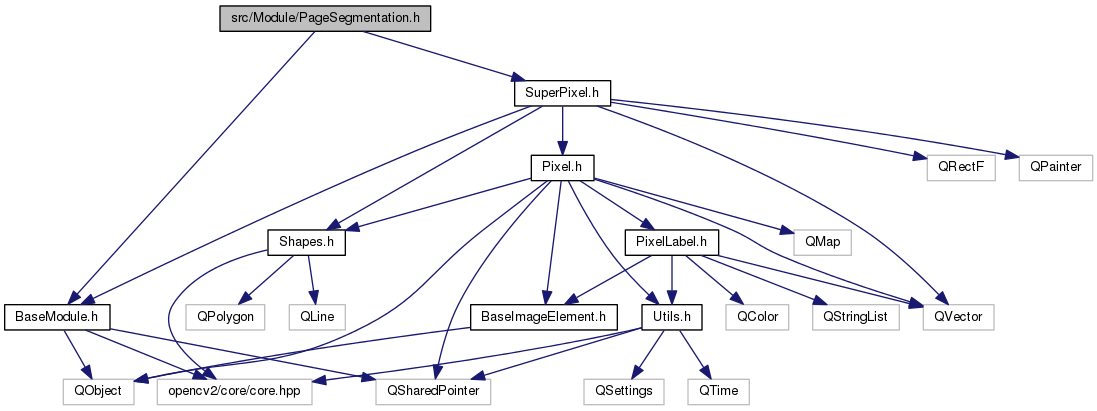 src/Module/PageSegmentation.h
SuperPixel.h
Pixel.h
QRectF
QPainter
Shapes.h
PixelLabel.h
QMap
BaseModule.h
QPolygon
QLine
BaseImageElement.h
Utils.h
QColor
QStringList
QVector
QObject
opencv2/core/core.hpp
QSharedPointer
QSettings
QTime